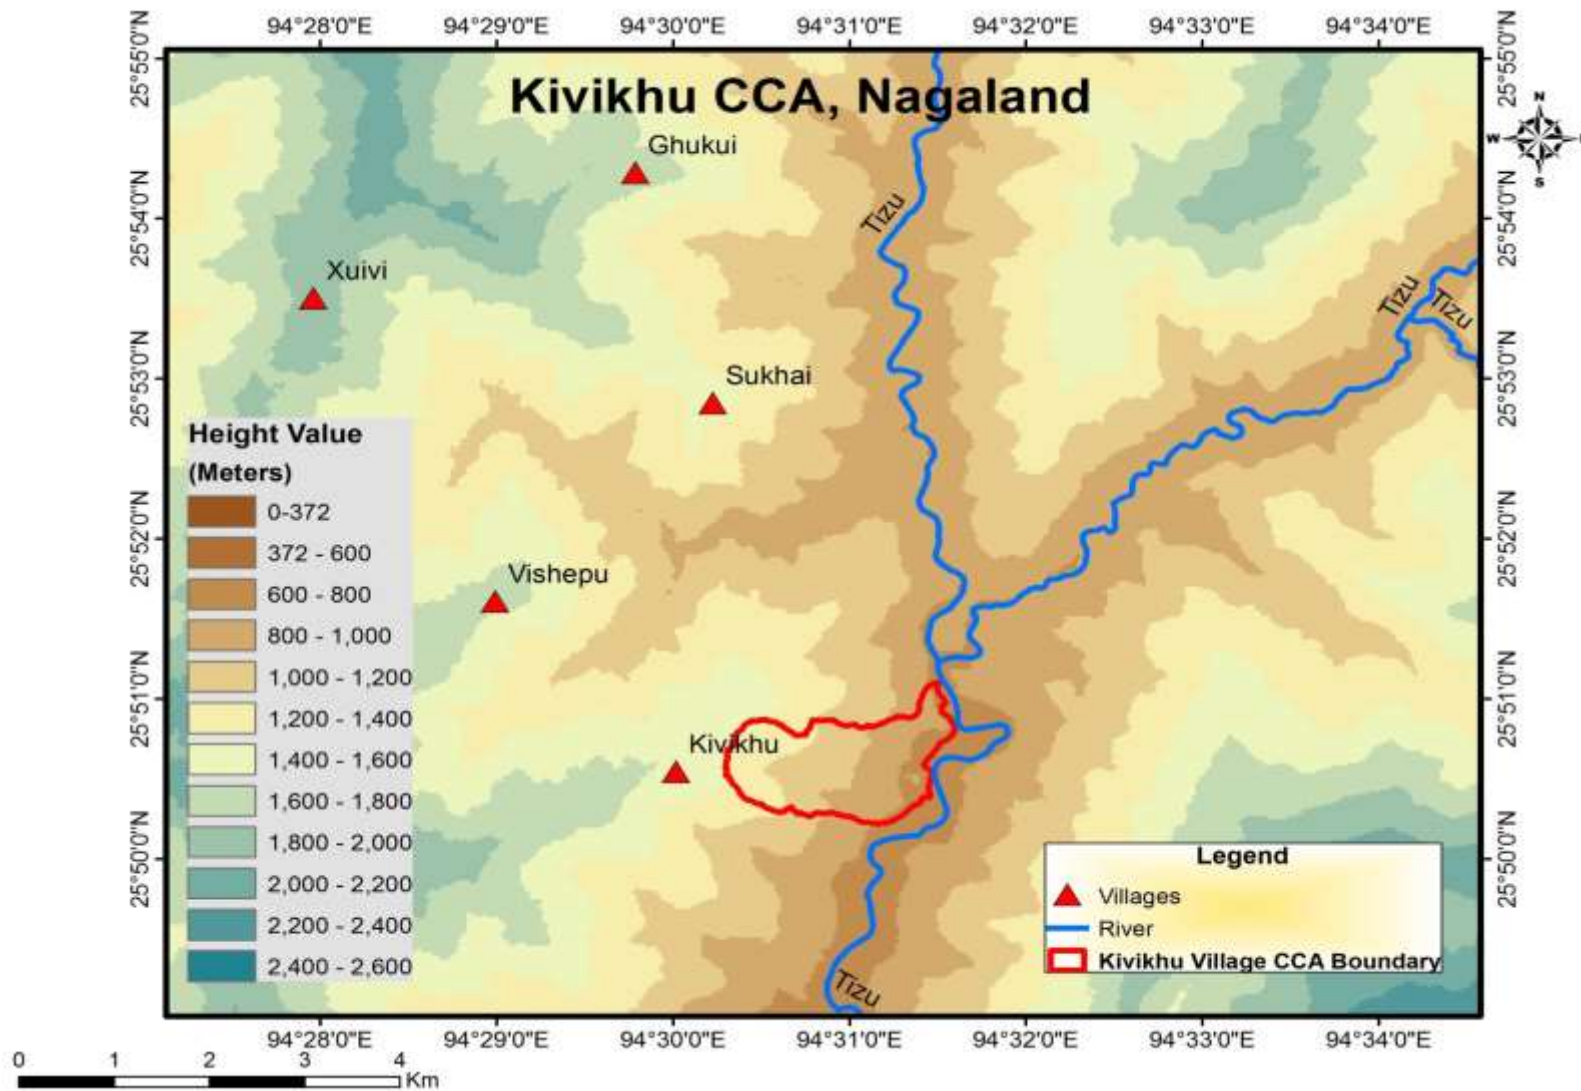 94°28'0"E 94°29'0"E 94°30'0"E 94°31'0"E 94°32'0"E 94°33'0"E 94°34'0"E
Kivikhu CCA, Nagaland
N
W
S
25°55'0"N
25°54'0"N
25°53'0"N
25°52'0"N
25°51'0"N
25°50'0"N
25°55'0"N
25°54'0"N
25°53'0"N
25°52'0"N
25°51'0"N
25°50'0"N
Ghukui
Tizu
Xuivi
Tizu
Tizu
Sukhai
Vishepu
Kivikhu
Tizu
Height Value
(Meters)
0-372
372 - 600
600 - 800
800 - 1,000
1,000 - 1,200
1,200 - 1,400
1,400 - 1,600
1,600 - 1,800
1,800 - 2,000
2,000 - 2,200
2,200 - 2,400
2,400 - 2,600
Legend
Villages
River
Kivikhu Village CCA Boundary
94°28'0"E 94°29'0"E 94°30'0"E 94°31'0"E 94°32'0"E 94°33'0"E 94°34'0"E
0 1 2 3 4
Km